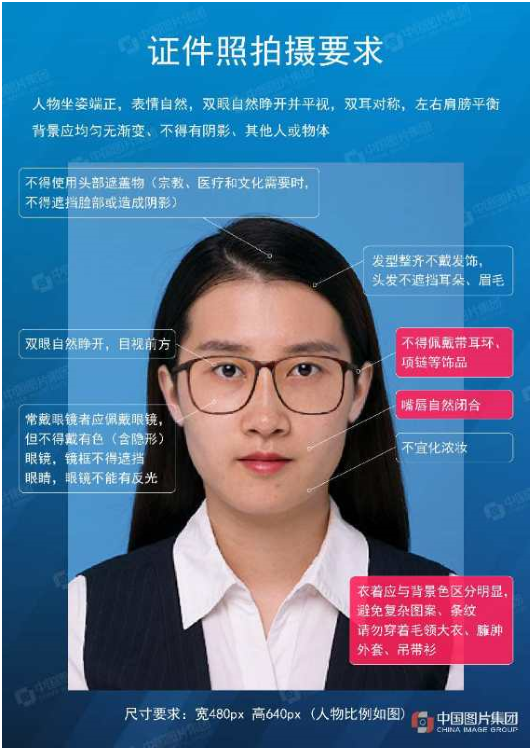 证件照拍摄要求
人物坐姿端正，表情自然，双眼自然睁开并平视，双耳对称，左右肩膀平衡
背景应均匀无渐变、不得有阴影、其他人或物体
不得使用头部遮盖物（宗教、医疗和文化需要时，
不得遮挡脸部或造成阴影）
发型整齐不戴发饰，
头发不遮挡耳朵、眉毛
双眼自然睁开，目视前方
不得佩戴带耳环、
项链等饰品
嘴唇自然闭合
常戴眼镜者应佩戴眼镜，
但不得戴有色（含隐形）
眼镜，镜框不得遮挡
眼睛，眼镜不能有反光
不宜化浓妆
衣着应与背景色区分明显，
避免复杂图案、条纹
请勿穿着毛领大衣、臃肿
外套、吊带衫
尺寸要求：宽480px 高640px（人物比例如图）
中国图片集团
CHINA IMAGE GROUP